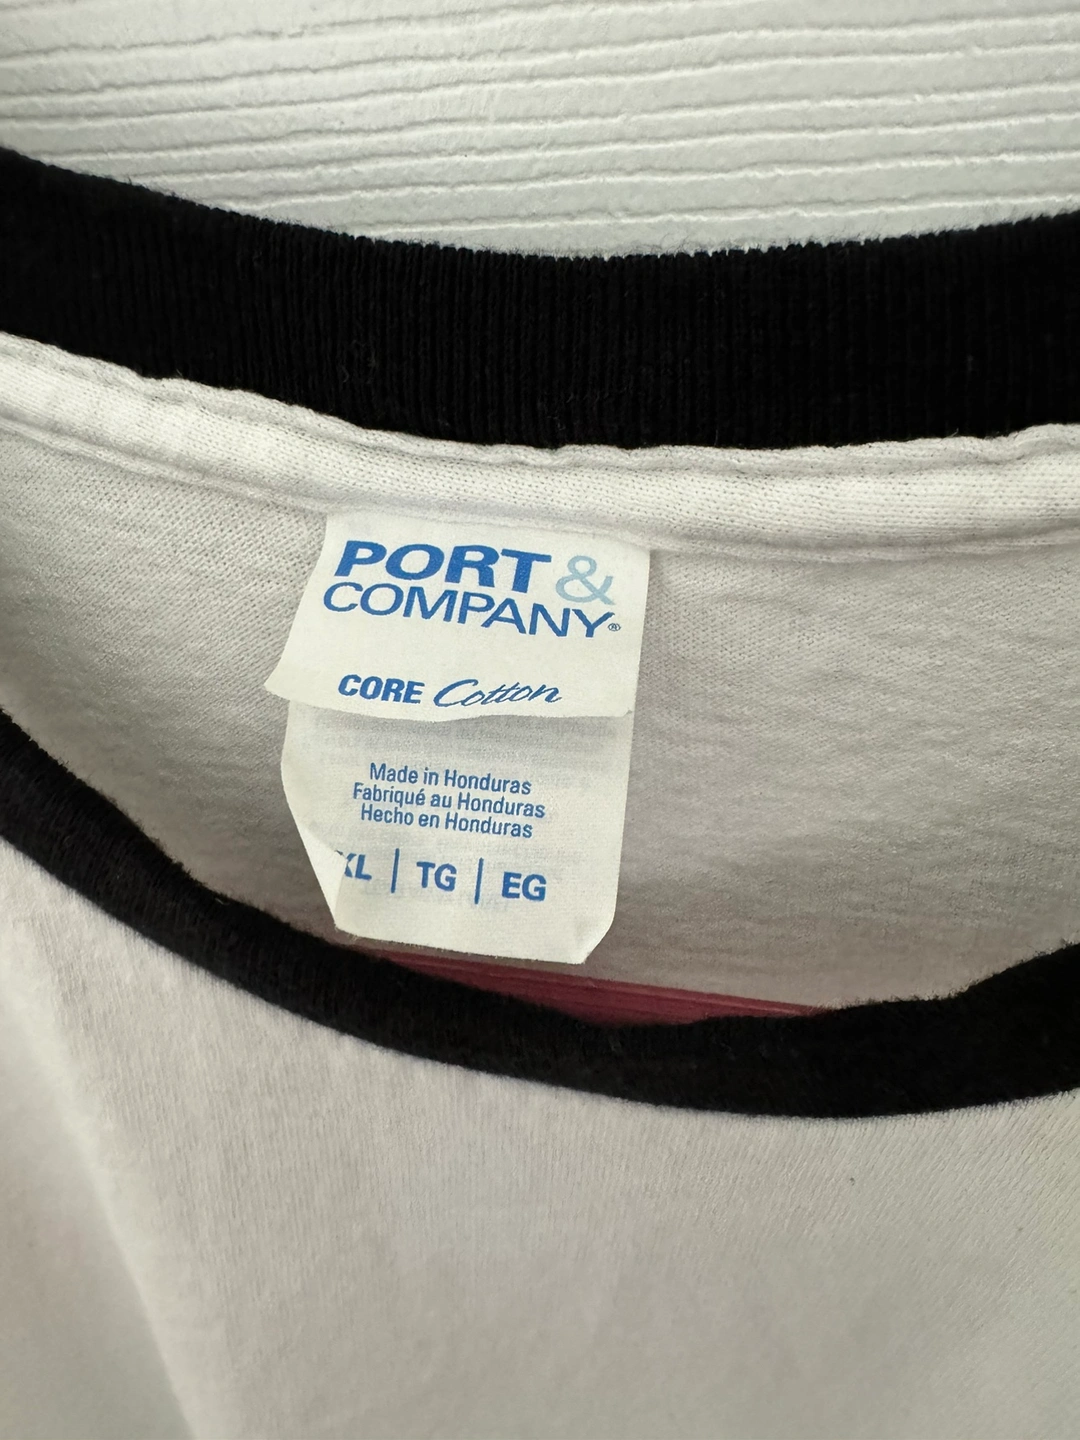 PORT &
COMPANY®
CORE Cotton
Made in Honduras
Fabriqué au Honduras
Hecho en Honduras
XL | TG | EG